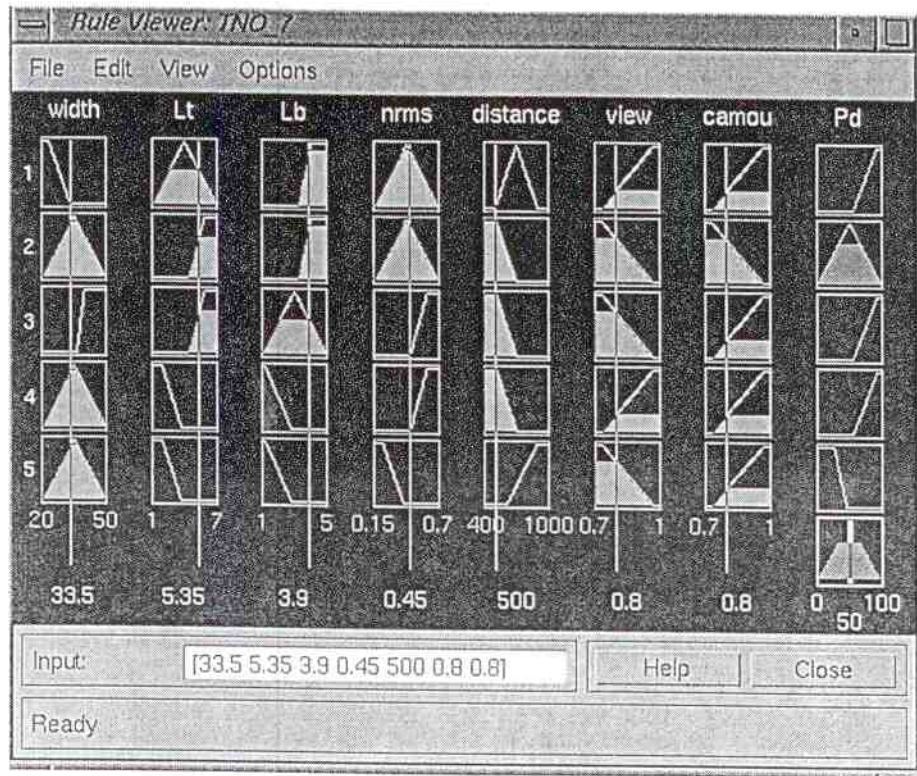 Rule Viewer: TNO_7
File Edit View Options
width Lt Lb nrms distance view camou Pd
1
2
3
4
5
20 50 1 7 1 5 0.15 0.7 400 1000 0.7 1 0.7 1
33.5 5.35 3.9 0.45 500 0.8 0.8 0 100
50
Input: [33.5 5.35 3.9 0.45 500 0.8 0.8] Help Close
Ready